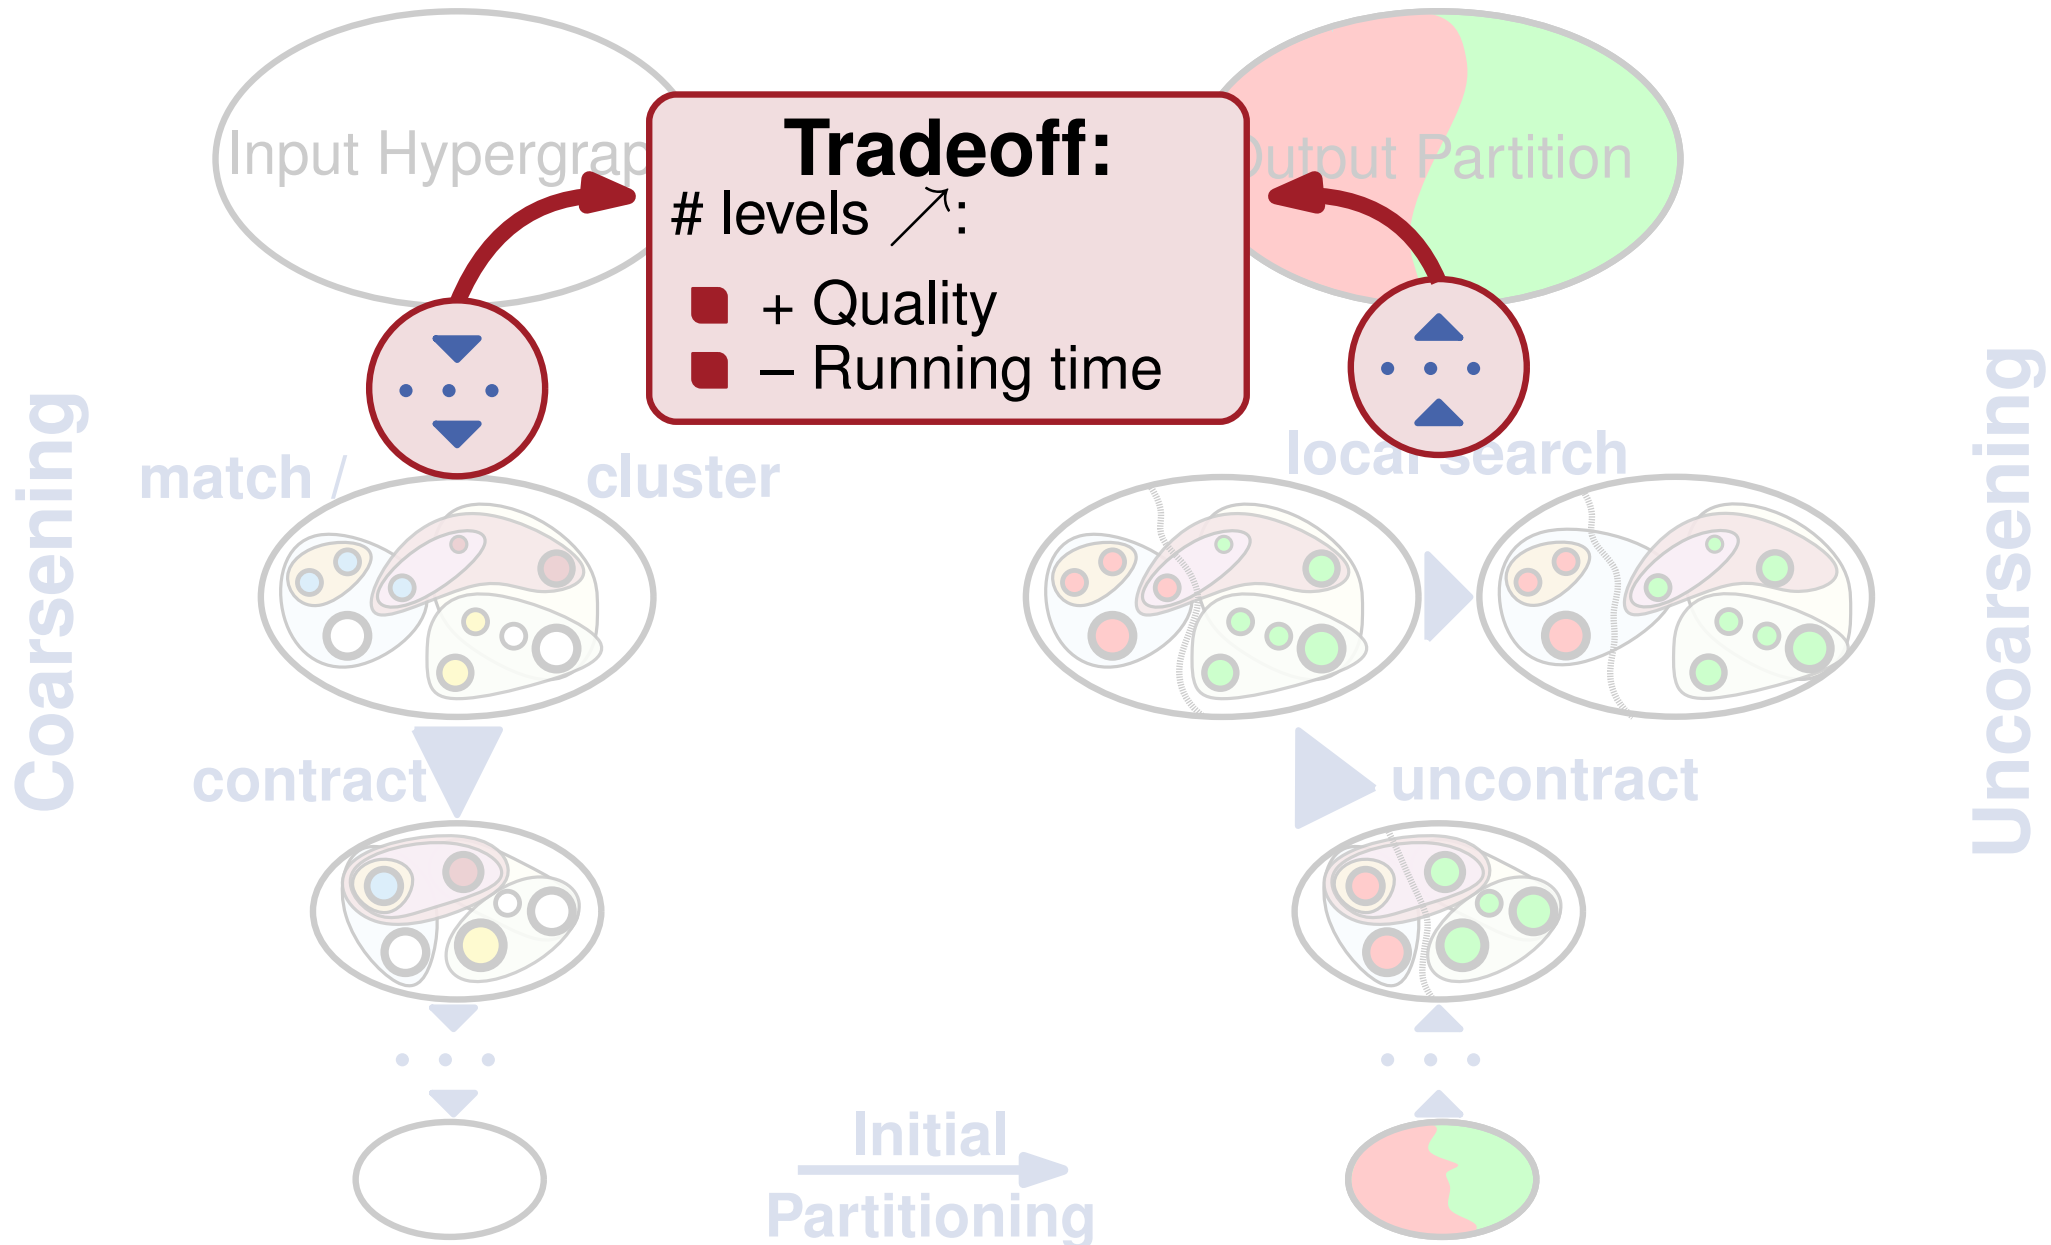 Input Hypergrap
Output Partition
Tradeoff:
# levels ↗:
+ Quality
– Running time
Coarsening
match /
cluster
local search
Uncoarsening
contract
uncontract
Initial
Partitioning